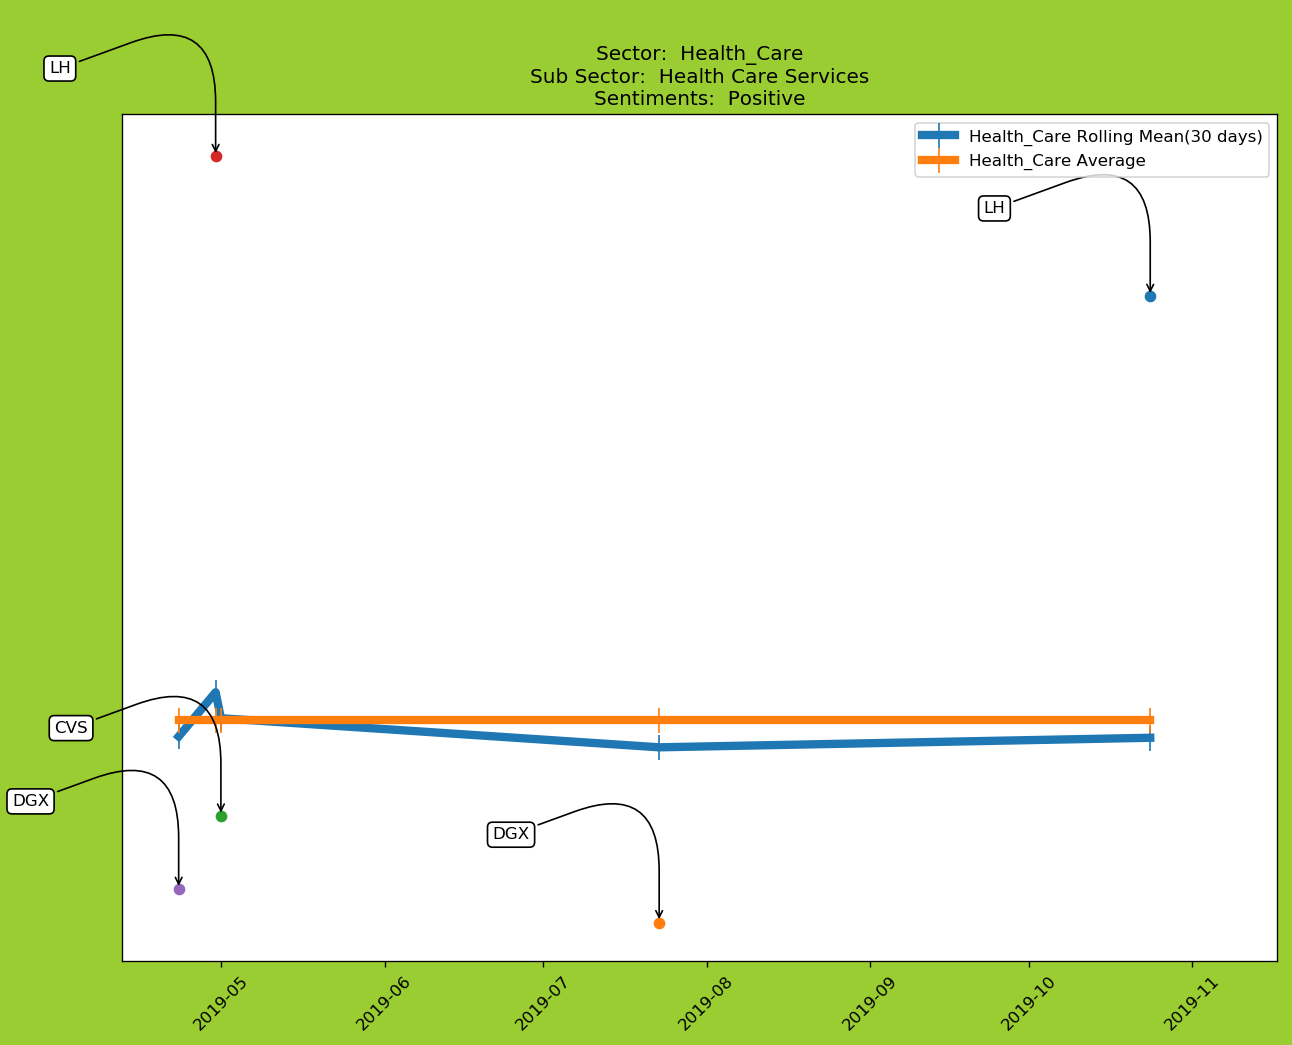 LH
Sector:  Health_Care
Sub Sector:  Health Care Services
Sentiments:  Positive
Health_Care Rolling Mean(30 days)
Health_Care Average
LH
CVS
DGX
DGX
2019-05
2019-06
2019-07
2019-08
2019-09
2019-10
2019-11